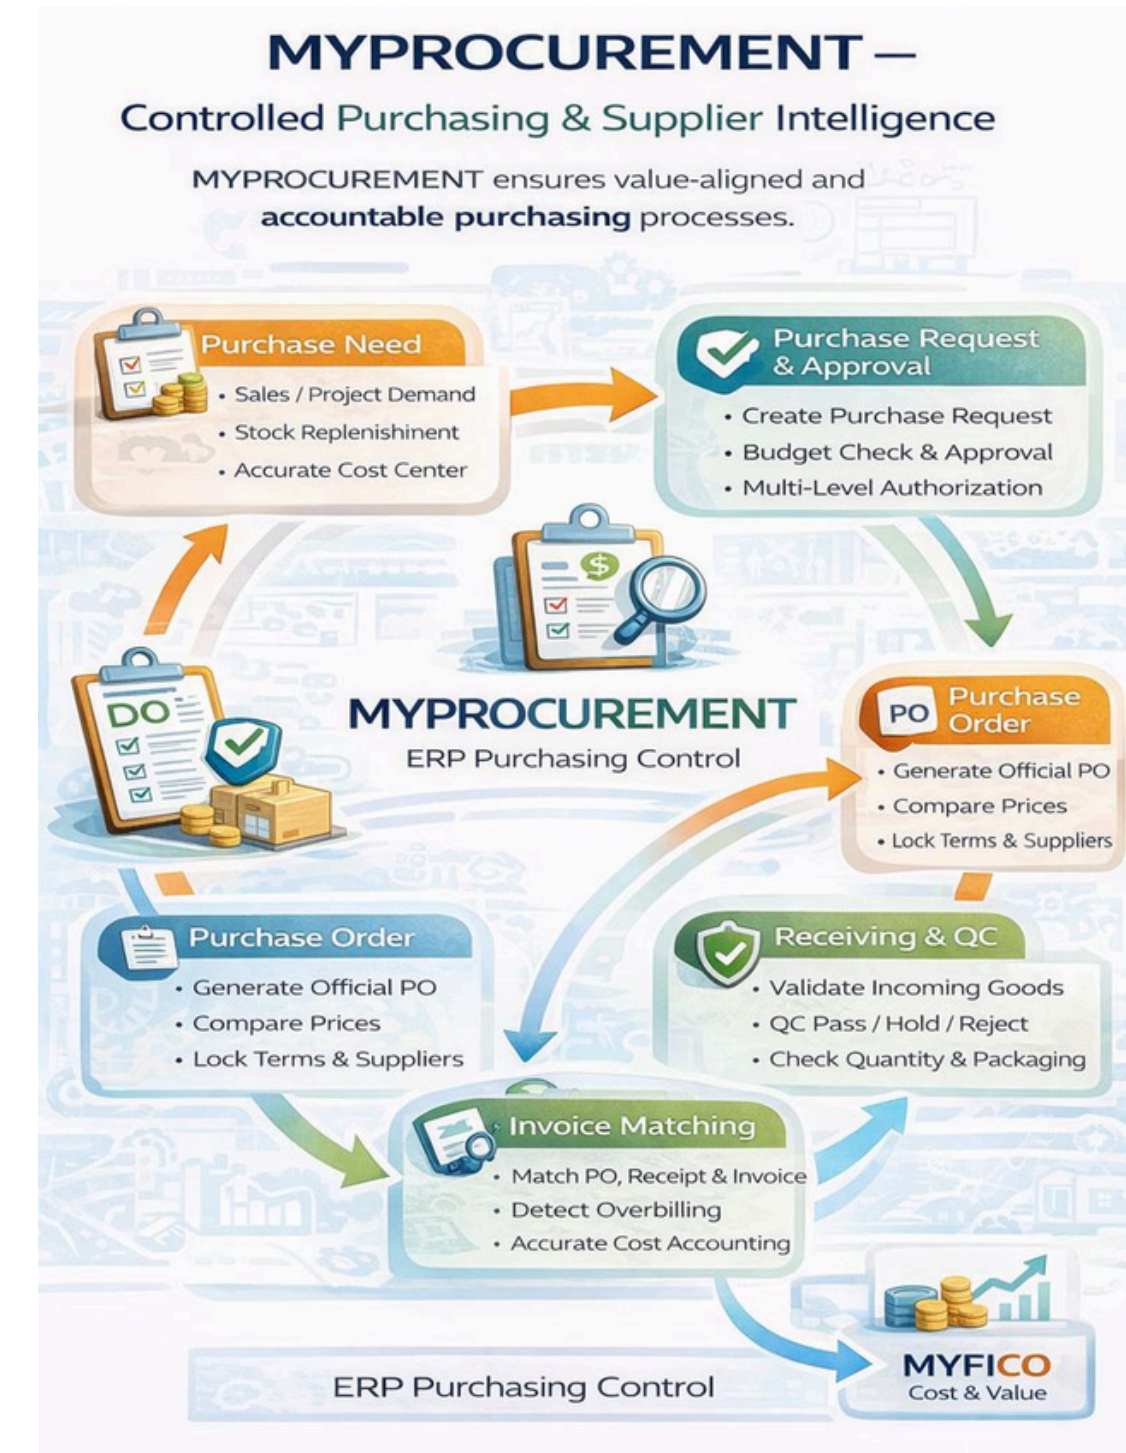 MYPROCUREMENT —
Controlled Purchasing & Supplier Intelligence
MYPROCUREMENT ensures value-aligned and
accountable purchasing processes.
Purchase Need
• Sales / Project Demand
• Stock Replenishinent
• Accurate Cost Center
Purchase Request
& Approval
• Create Purchase Request
• Budget Check & Approval
• Multi-Level Authorization
$
DO
MYPROCUREMENT
ERP Purchasing Control
PO
Purchase
Order
• Generate Official PO
• Compare Prices
• Lock Terms & Suppliers
Purchase Order
• Generate Official PO
• Compare Prices
• Lock Terms & Suppliers
Receiving & QC
• Validate Incoming Goods
• QC Pass / Hold / Reject
• Check Quantity & Packaging
Invoice Matching
• Match PO, Receipt & Invoice
• Detect Overbilling
• Accurate Cost Accounting
MYFICO
Cost & Value
ERP Purchasing Control